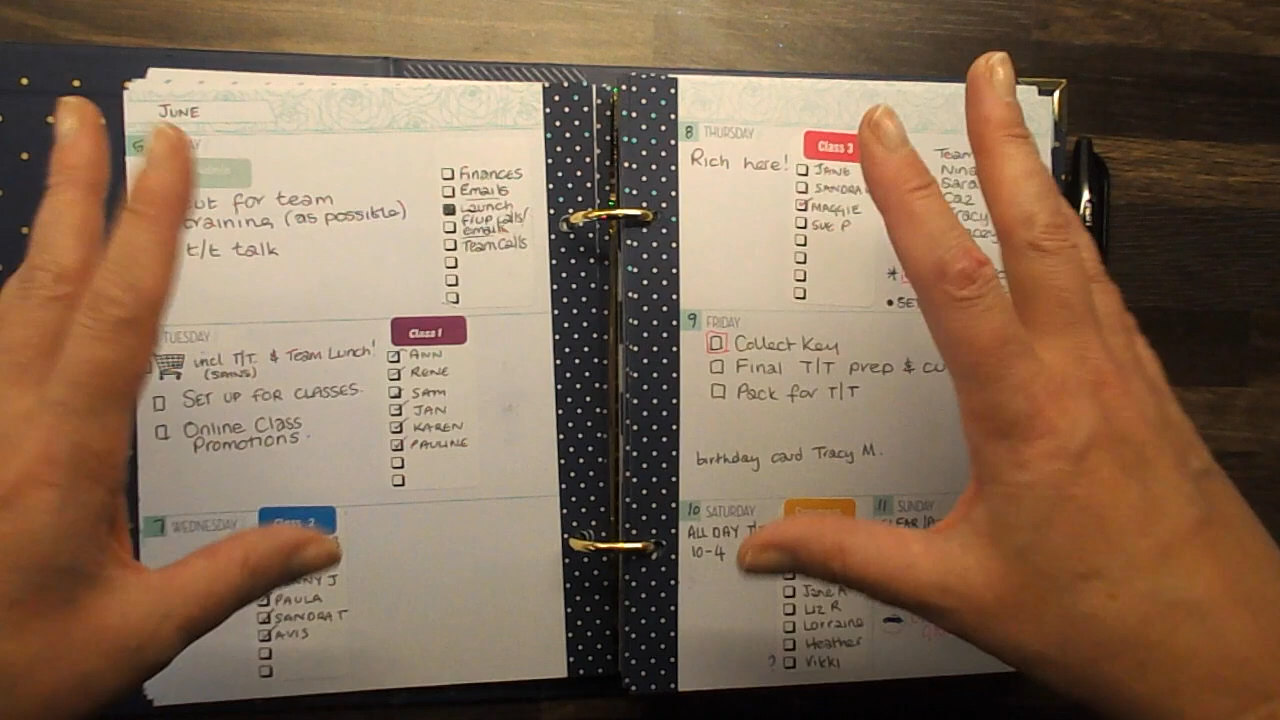 JUNE
5
Finances
Emails
Launch
F/up calls/
emails
Team Calls
for team
(as possible)
t/t talk
TUESDAY
incl T/T. & Team Lunch!
(SAINS)
SET UP FOR CLASSES.
Online Class
Promotions.
Class 1
ANN
RENE
SAM
JAN
KAREN
PAULINE
7 WEDNESDAY
Class 2
PAULA
SANDRA T
AVIS
8 THURSDAY
Rich here!
Class 3
JANE
SANDRA
MAGGIE
SUE P
Team
Nina
Sara
Caz
9 FRIDAY
Collect Key
Final T/T prep &
Pack for T/T
birthday card Tracy M.
10 SATURDAY
ALL DAY
10-4
Jane R
Liz R
Lorraine
Heather
? Vikki
11 SUNDAY